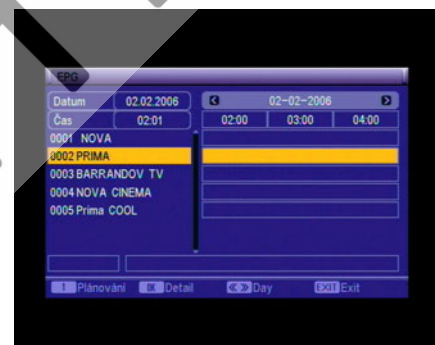 EPG
Datum 02.02.2006 02-02-2006
Čas 02:01 02:00 03:00 04:00
0001 NOVA
0002 PRIMA
0003 BARRANDOV TV
0004 NOVA CINEMA
0005 Prima COOL
1 Plánování OK Detail Day EXIT Exit